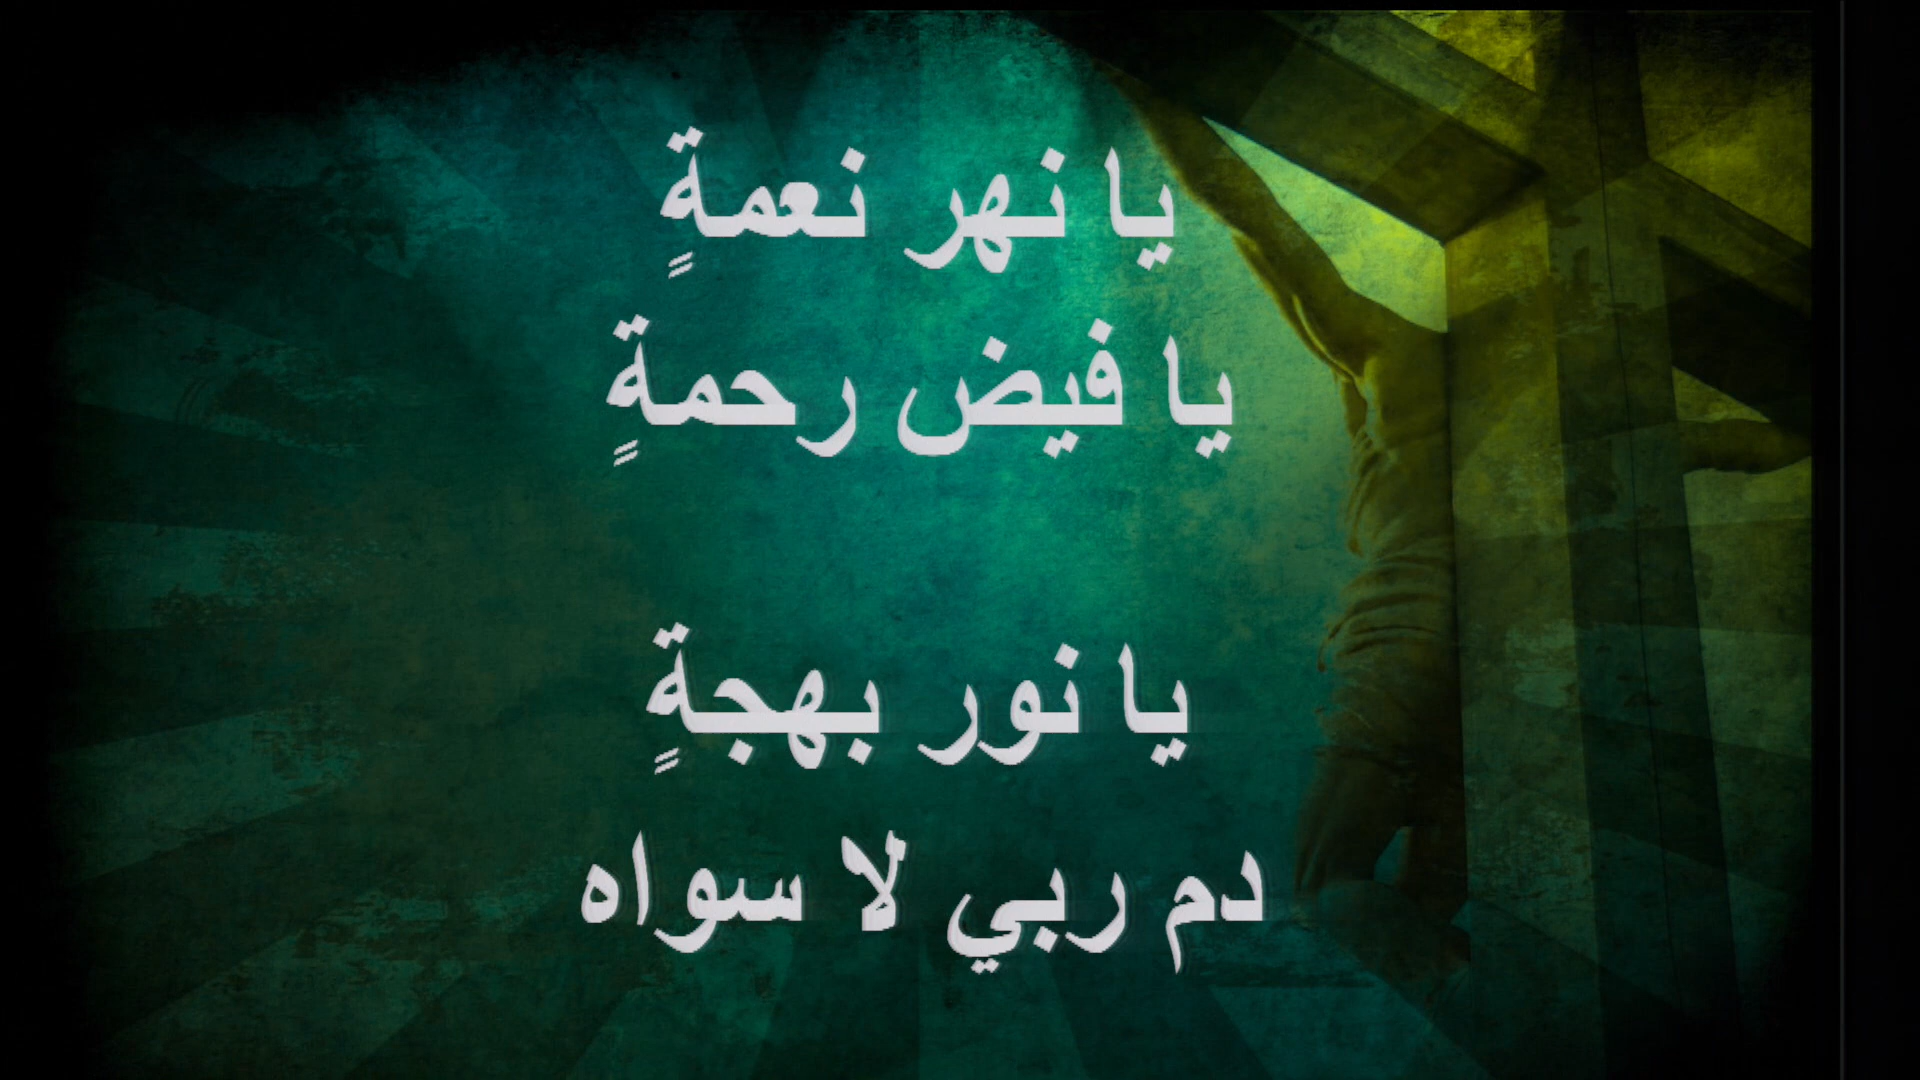 يا نهر نعمةٍ
يا فيض رحمةٍ
يا نور بهجةٍ
دم ربي لا سواه